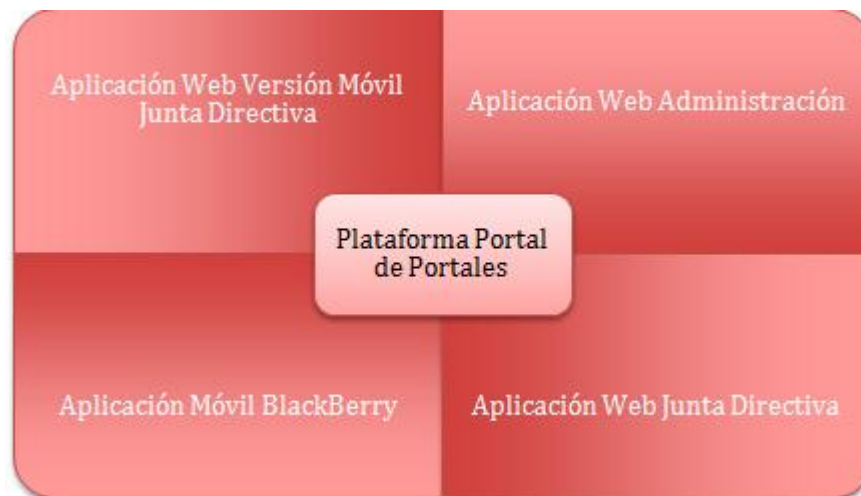 Aplicación Web Versión Móvil
Junta Directiva
Aplicación Web Administración
Plataforma Portal
de Portales
Aplicación Móvil BlackBerry
Aplicación Web Junta Directiva